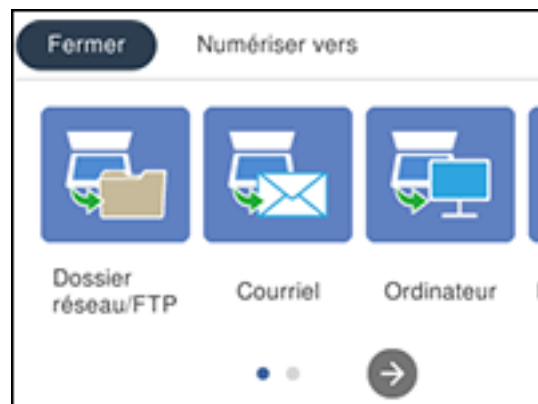 Fermer
Numériser vers
Dossier
réseau/FTP
Courriel
Ordinateur